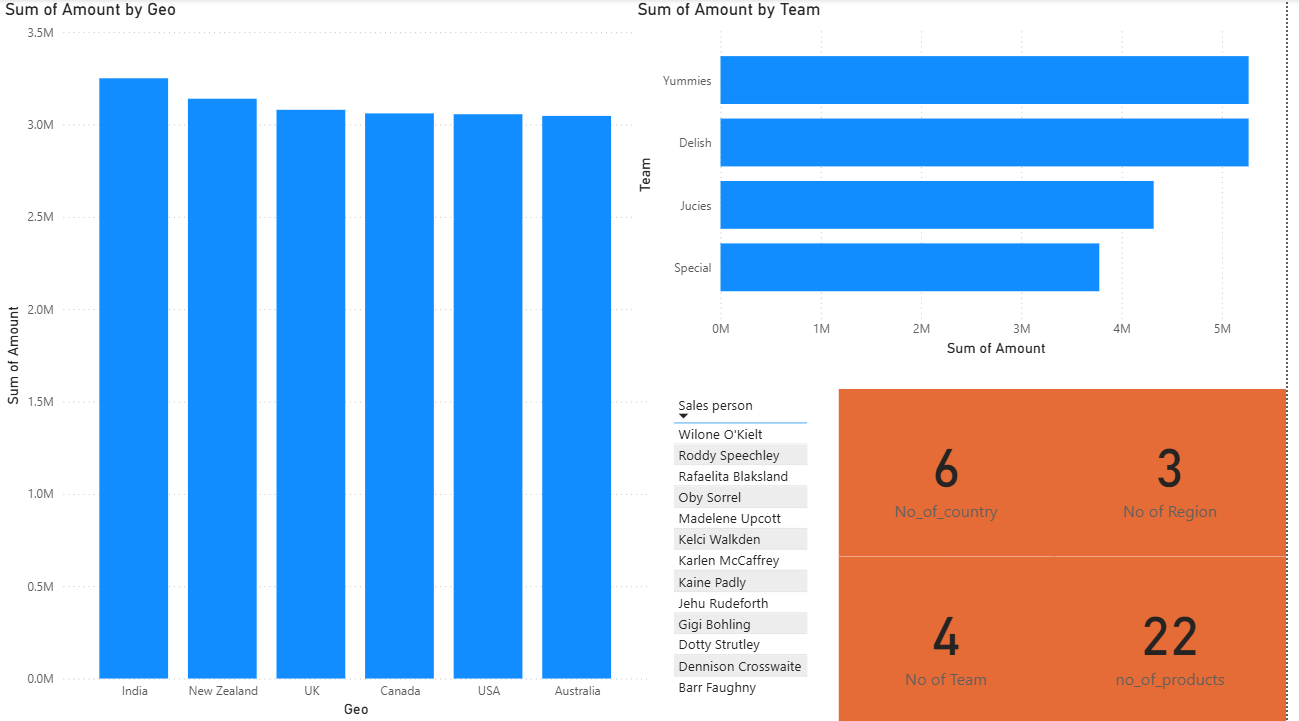 Sum of Amount by Geo
3.5M
3.0M
2.5M
2.0M
1.5M
1.0M
0.5M
0.0M
Sum of Amount
India New Zealand UK Canada USA Australia
Geo
Sum of Amount by Team
Team
Yummies
Delish
Jucies
Special
0M 1M 2M 3M 4M 5M
Sum of Amount
Sales person
Wilone O'Kielt
Roddy Speechley
Rafaelita Blaksland
Oby Sorrel
Madelene Upcott
Kelci Walkden
Karlen McCaffrey
Kaine Padly
Jehu Rudeforth
Gigi Bohling
Dotty Strutley
Dennison Crosswaite
Barr Faughny
6 3
No_of_country No of Region
4 22
No of Team no_of_products